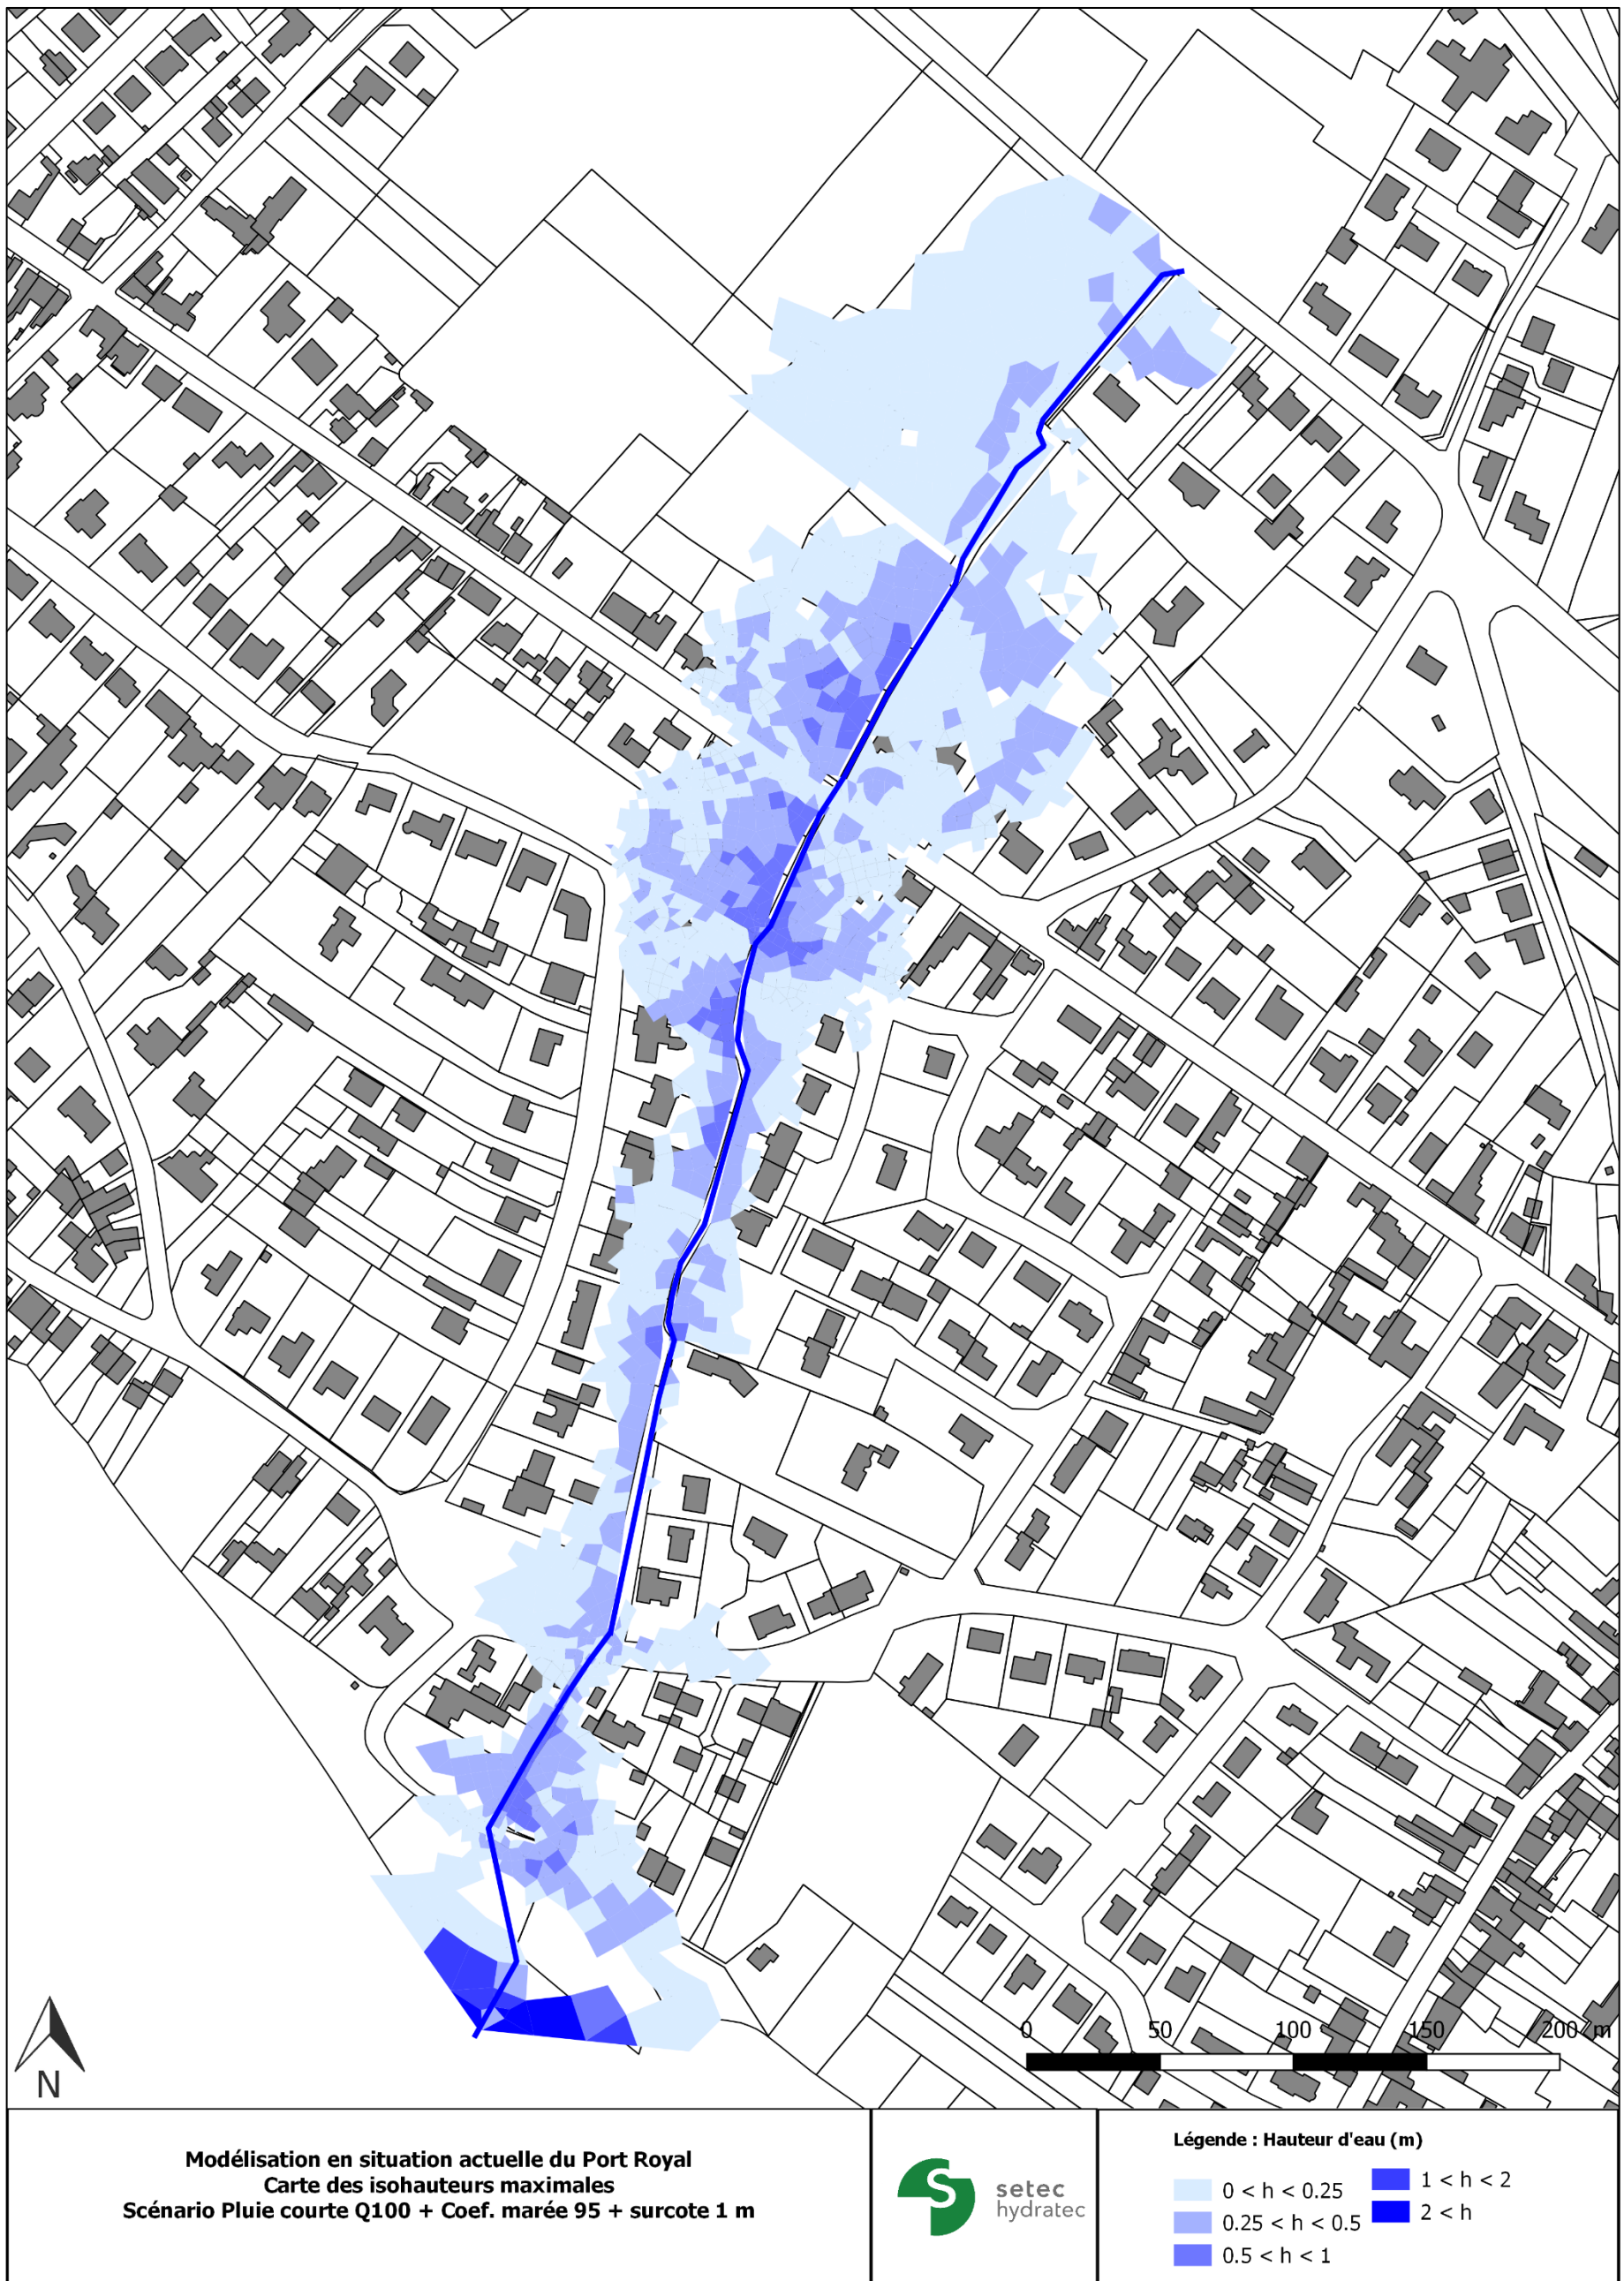 0 50 100 150 200 m
N
Modélisation en situation actuelle du Port Royal
Carte des isohauteurs maximales
Scénario Pluie courte Q100 + Coef. marée 95 + surcote 1 m
S
setec
hydratec
Légende : Hauteur d'eau (m)
0 < h < 0.25
0.25 < h < 0.5
0.5 < h < 1
1 < h < 2
2 < h